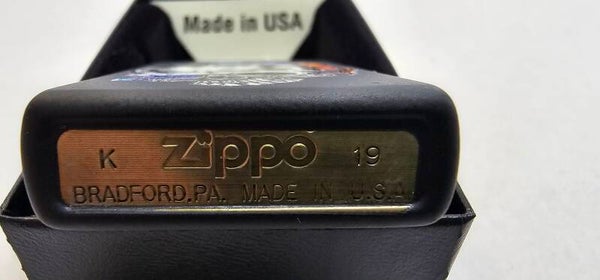 Made in USA
K Zippo 19
BRADFORD,PA. MADE IN U.S.A.